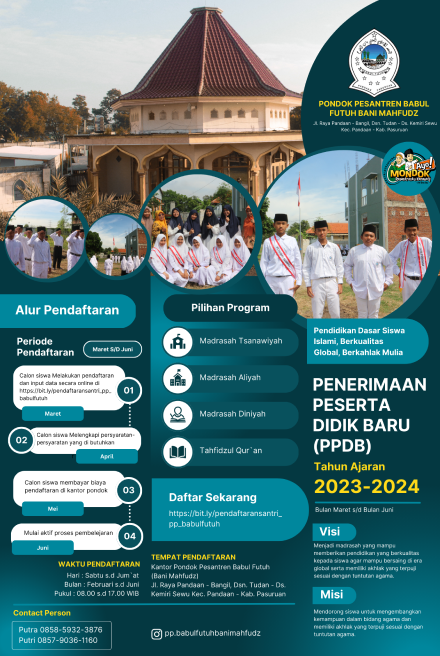 PONDOK PESANTREN BABUL
FUTUH BANI MAHFUDZ
Jl. Raya Pandaan - Bangil, Dsn. Tudan - Ds. Kemiri Sewu
Kec. Pandaan - Kab. Pasuruan
Ayo!
MONDOK
Alur Pendaftaran
Periode
Pendaftaran
Maret S/D Juni
Calon siswa Melakukan pendaftaran
dan input data secara online di
https://bit.ly/pendaftaransantri_pp_
babulfutuh
01
Maret
02
Calon siswa Melengkapi persyaratan-
persyaratan yang di butuhkan
April
Calon siswa membayar biaya
pendaftaran di kantor pondok
03
Mei
Mulai aktif proses pembelejaran
04
Juni
WAKTU PENDAFTARAN
Hari : Sabtu s.d Jum`at
Bulan : Februari s.d Juni
Pukul : 08.00 s.d 17.00 WIB
Contact Person
Putra 0858-5932-3876
Putri 0857-9036-1160
Pilihan Program
Madrasah Tsanawiyah
Madrasah Aliyah
Madrasah Diniyah
Tahfidzul Qur`an
Daftar Sekarang
https://bit.ly/pendaftaransantri_
pp_babulfutuh
TEMPAT PENDAFTARAN
Kantor Pondok Pesantren Babul Futuh
(Bani Mahfudz)
Jl. Raya Pandaan - Bangil, Dsn. Tudan - Ds.
Kemiri Sewu Kec. Pandaan - Kab. Pasuruan
pp.babulfutuhbanimahfudz
Pendidikan Dasar Siswa
Islami, Berkualitas
Global, Berkahlak Mulia
PENERIMAAN
PESERTA
DIDIK BARU
(PPDB)
Tahun Ajaran
2023-2024
Bulan Maret s/d Bulan Juni
Visi
Menjadi madrasah yang mampu
memberikan pendidikan yang berkualitas
kepada siswa agar mampu bersaing di era
global serta memiliki akhlak yang terpuji
sesuai dengan tuntutan agama.
Misi
Mendorong siswa untuk mengembangkan
kemampuan dalam bidang agama dan
memiliki akhlak yang terpuji sesuai dengan
tuntutan agama.